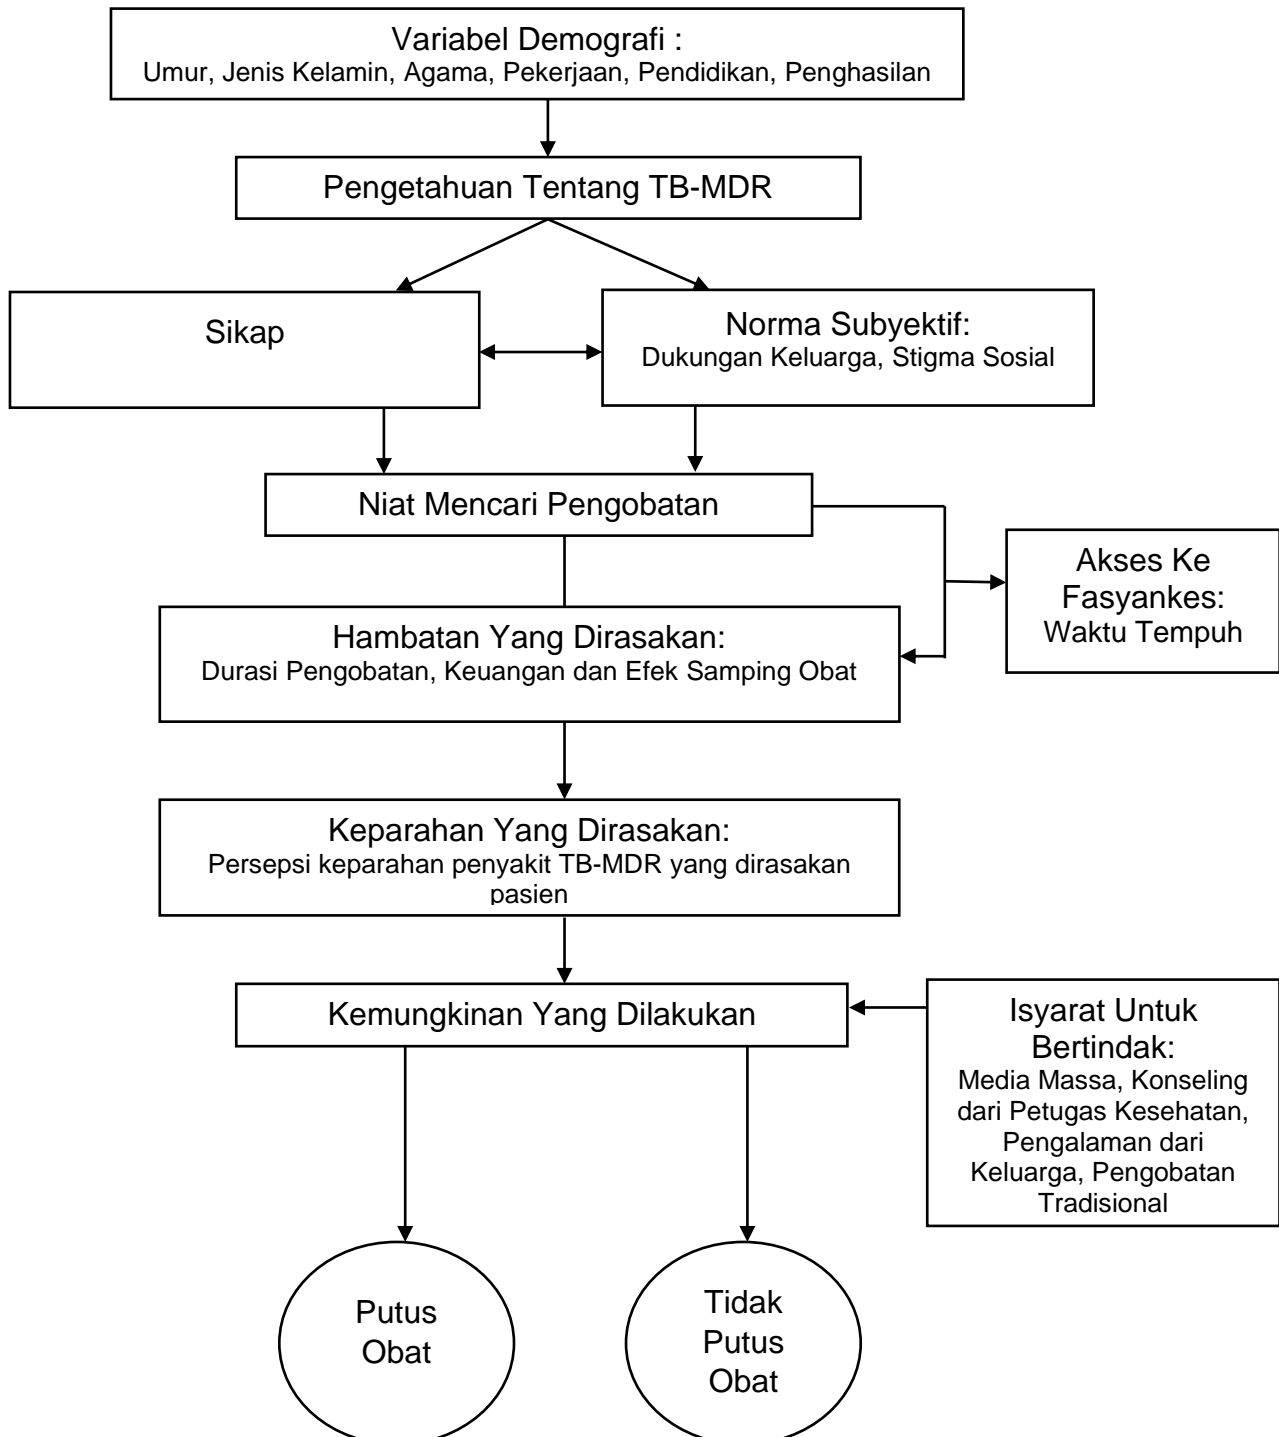 Variabel Demografi :
Umur, Jenis Kelamin, Agama, Pekerjaan, Pendidikan, Penghasilan
Pengetahuan Tentang TB-MDR
Sikap
Norma Subyektif:
Dukungan Keluarga, Stigma Sosial
Niat Mencari Pengobatan
Akses Ke
Fasyankes:
Waktu Tempuh
Hambatan Yang Dirasakan:
Durasi Pengobatan, Keuangan dan Efek Samping Obat
Keparahan Yang Dirasakan:
Persepsi keparahan penyakit TB-MDR yang dirasakan
pasien
Kemungkinan Yang Dilakukan
Isyarat Untuk
Bertindak:
Media Massa, Konseling
dari Petugas Kesehatan,
Pengalaman dari
Keluarga, Pengobatan
Tradisional
Putus
Obat
Tidak
Putus
Obat